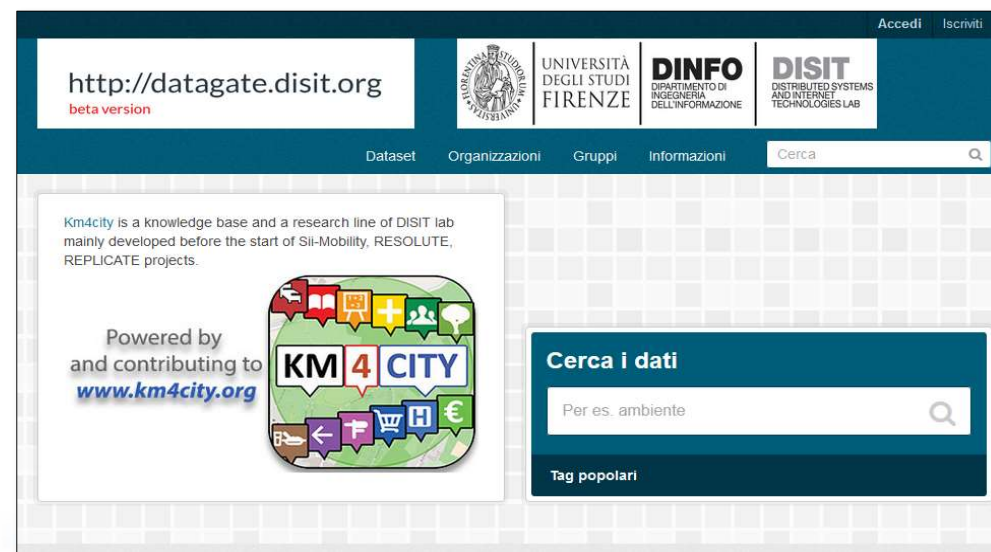 Accedi Iscriviti
http://datagate.disit.org
beta version
UNIVERSITÀ
DEGLI STUDI
FIRENZE
DINFO
DIPARTIMENTO DI
INGEGNERIA
DELL'INFORMAZIONE
DISIT
DISTRIBUTED SYSTEMS
AND INTERNET
TECHNOLOGIES LAB
Dataset Organizzazioni Gruppi Informazioni Cerca
Km4city is a knowledge base and a research line of DISIT lab
mainly developed before the start of Sii-Mobility, RESOLUTE,
REPLICATE projects.
Powered by
and contributing to
www.km4city.org
KM 4 CITY
H €
Cerca i dati
Per es. ambiente
Tag popolari